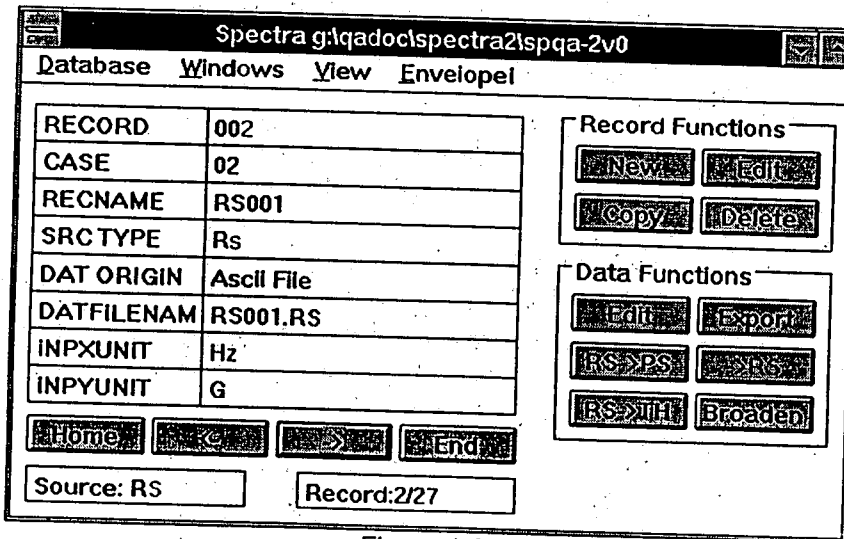 Spectra g:\qadoc\spectra2\spqa-2v0
Database Windows View Envelope!
RECORD 002
CASE 02
RECNAME RS001
SRCTYPE Rs
DAT ORIGIN Ascii File
DATFILENAM RS001.RS
INPXUNIT Hz
INPYUNIT G
Home <- -> End
Source: RS
Record:2/27
Record Functions
New Edit
Copy Delete
Data Functions
Edit Export
RS->PS ->RS
RS->TH Broaden